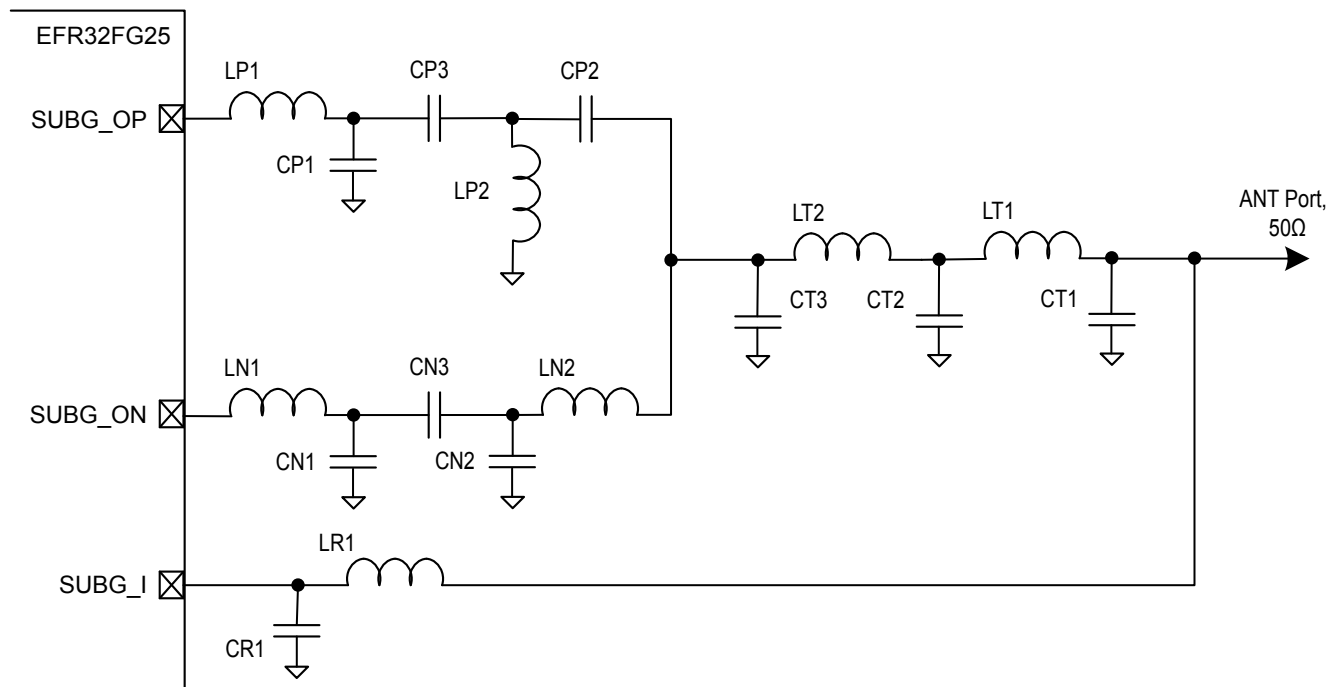 EFR32FG25
LP1
CP3
CP2
SUBG_OP
CP1
LP2
ANT Port,
50Ω
LT2
LT1
CT3
CT2
CT1
LN1
CN3
LN2
SUBG_ON
CN1
CN2
LR1
SUBG_I
CR1